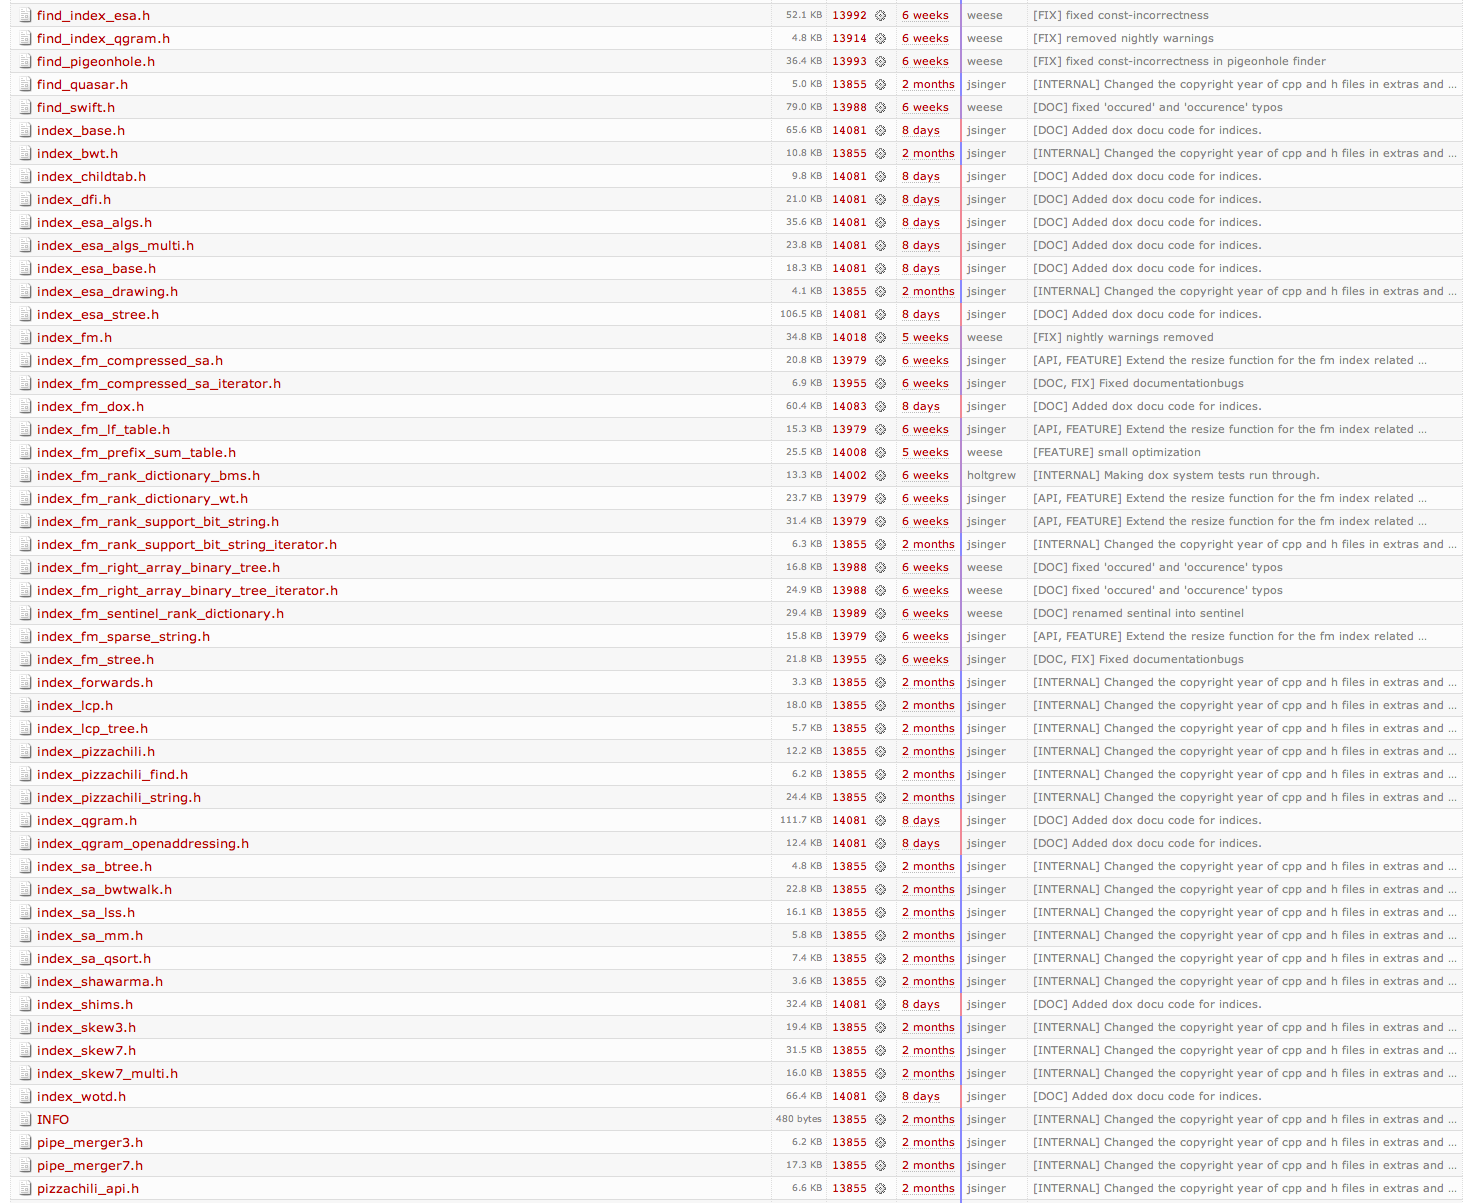 find_index_esa.h 52.1 KB 13992 6 weeks weese [FIX] fixed const-incorrectness
find_index_qgram.h 4.8 KB 13914 6 weeks weese [FIX] removed nightly warnings
find_pigeonhole.h 36.4 KB 13993 6 weeks weese [FIX] fixed const-incorrectness in pigeonhole finder
find_quasar.h 5.0 KB 13855 2 months jsinger [INTERNAL] Changed the copyright year of cpp and h files in extras and ...
find_swift.h 79.0 KB 13988 6 weeks weese [DOC] fixed 'occured' and 'occurence' typos
index_base.h 65.6 KB 14081 8 days jsinger [DOC] Added dox docu code for indices.
index_bwt.h 10.8 KB 13855 2 months jsinger [INTERNAL] Changed the copyright year of cpp and h files in extras and ...
index_childtab.h 9.8 KB 14081 8 days jsinger [DOC] Added dox docu code for indices.
index_dfi.h 21.0 KB 14081 8 days jsinger [DOC] Added dox docu code for indices.
index_esa_algs.h 35.6 KB 14081 8 days jsinger [DOC] Added dox docu code for indices.
index_esa_algs_multi.h 23.8 KB 14081 8 days jsinger [DOC] Added dox docu code for indices.
index_esa_base.h 18.3 KB 14081 8 days jsinger [DOC] Added dox docu code for indices.
index_esa_drawing.h 4.1 KB 13855 2 months jsinger [INTERNAL] Changed the copyright year of cpp and h files in extras and ...
index_esa_stree.h 106.5 KB 14081 8 days jsinger [DOC] Added dox docu code for indices.
index_fm.h 34.8 KB 14018 5 weeks weese [FIX] nightly warnings removed
index_fm_compressed_sa.h 20.8 KB 13979 6 weeks jsinger [API, FEATURE] Extend the resize function for the fm index related ...
index_fm_compressed_sa_iterator.h 6.9 KB 13955 6 weeks jsinger [DOC, FIX] Fixed documentationbugs
index_fm_dox.h 60.4 KB 14083 8 days jsinger [DOC] Added dox docu code for indices.
index_fm_lf_table.h 15.3 KB 13979 6 weeks jsinger [API, FEATURE] Extend the resize function for the fm index related ...
index_fm_prefix_sum_table.h 25.5 KB 14008 5 weeks weese [FEATURE] small optimization
index_fm_rank_dictionary_bms.h 13.3 KB 14002 6 weeks holtgrew [INTERNAL] Making dox system tests run through.
index_fm_rank_dictionary_wt.h 23.7 KB 13979 6 weeks jsinger [API, FEATURE] Extend the resize function for the fm index related ...
index_fm_rank_support_bit_string.h 31.4 KB 13979 6 weeks jsinger [API, FEATURE] Extend the resize function for the fm index related ...
index_fm_rank_support_bit_string_iterator.h 6.3 KB 13855 2 months jsinger [INTERNAL] Changed the copyright year of cpp and h files in extras and ...
index_fm_right_array_binary_tree.h 16.8 KB 13988 6 weeks weese [DOC] fixed 'occured' and 'occurence' typos
index_fm_right_array_binary_tree_iterator.h 24.9 KB 13988 6 weeks weese [DOC] fixed 'occured' and 'occurence' typos
index_fm_sentinel_rank_dictionary.h 29.4 KB 13989 6 weeks weese [DOC] renamed sentinal into sentinel
index_fm_sparse_string.h 15.8 KB 13979 6 weeks jsinger [API, FEATURE] Extend the resize function for the fm index related ...
index_fm_stree.h 21.8 KB 13955 6 weeks jsinger [DOC, FIX] Fixed documentationbugs
index_forwards.h 3.3 KB 13855 2 months jsinger [INTERNAL] Changed the copyright year of cpp and h files in extras and ...
index_lcp.h 18.0 KB 13855 2 months jsinger [INTERNAL] Changed the copyright year of cpp and h files in extras and ...
index_lcp_tree.h 5.7 KB 13855 2 months jsinger [INTERNAL] Changed the copyright year of cpp and h files in extras and ...
index_pizzachili.h 12.2 KB 13855 2 months jsinger [INTERNAL] Changed the copyright year of cpp and h files in extras and ...
index_pizzachili_find.h 6.2 KB 13855 2 months jsinger [INTERNAL] Changed the copyright year of cpp and h files in extras and ...
index_pizzachili_string.h 24.4 KB 13855 2 months jsinger [INTERNAL] Changed the copyright year of cpp and h files in extras and ...
index_qgram.h 111.7 KB 14081 8 days jsinger [DOC] Added dox docu code for indices.
index_qgram_openaddressing.h 12.4 KB 14081 8 days jsinger [DOC] Added dox docu code for indices.
index_sa_btree.h 4.8 KB 13855 2 months jsinger [INTERNAL] Changed the copyright year of cpp and h files in extras and ...
index_sa_bwtwalk.h 22.8 KB 13855 2 months jsinger [INTERNAL] Changed the copyright year of cpp and h files in extras and ...
index_sa_lss.h 16.1 KB 13855 2 months jsinger [INTERNAL] Changed the copyright year of cpp and h files in extras and ...
index_sa_mm.h 5.8 KB 13855 2 months jsinger [INTERNAL] Changed the copyright year of cpp and h files in extras and ...
index_sa_qsort.h 7.4 KB 13855 2 months jsinger [INTERNAL] Changed the copyright year of cpp and h files in extras and ...
index_shawarma.h 3.6 KB 13855 2 months jsinger [INTERNAL] Changed the copyright year of cpp and h files in extras and ...
index_shims.h 32.4 KB 14081 8 days jsinger [DOC] Added dox docu code for indices.
index_skew3.h 19.4 KB 13855 2 months jsinger [INTERNAL] Changed the copyright year of cpp and h files in extras and ...
index_skew7.h 31.5 KB 13855 2 months jsinger [INTERNAL] Changed the copyright year of cpp and h files in extras and ...
index_skew7_multi.h 16.0 KB 13855 2 months jsinger [INTERNAL] Changed the copyright year of cpp and h files in extras and ...
index_wotd.h 66.4 KB 14081 8 days jsinger [DOC] Added dox docu code for indices.
INFO 480 bytes 13855 2 months jsinger [INTERNAL] Changed the copyright year of cpp and h files in extras and ...
pipe_merger3.h 6.2 KB 13855 2 months jsinger [INTERNAL] Changed the copyright year of cpp and h files in extras and ...
pipe_merger7.h 17.3 KB 13855 2 months jsinger [INTERNAL] Changed the copyright year of cpp and h files in extras and ...
pizzachili_api.h 6.6 KB 13855 2 months jsinger [INTERNAL] Changed the copyright year of cpp and h files in extras and ...